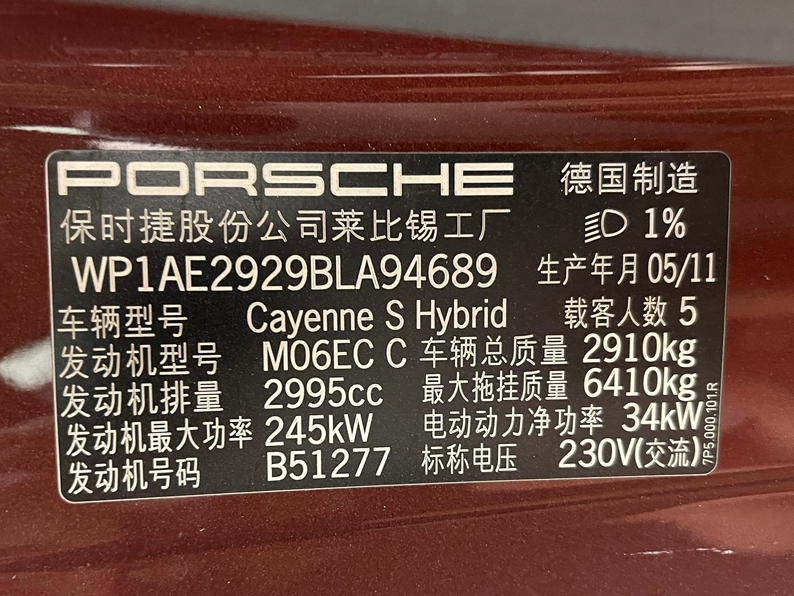 PORSCHE 德国制造
保时捷股份公司莱比锡工厂 1%
WP1AE2929BLA94689 生产年月 05/11
车辆型号 Cayenne S Hybrid 载客人数 5
发动机型号 M06EC C 车辆总质量 2910kg
发动机排量 2995cc 最大拖挂质量 6410kg
发动机最大功率 245kW 电动动力净功率 34kW
发动机号码 B51277 标称电压 230V(交流)
7P5.000.101.R